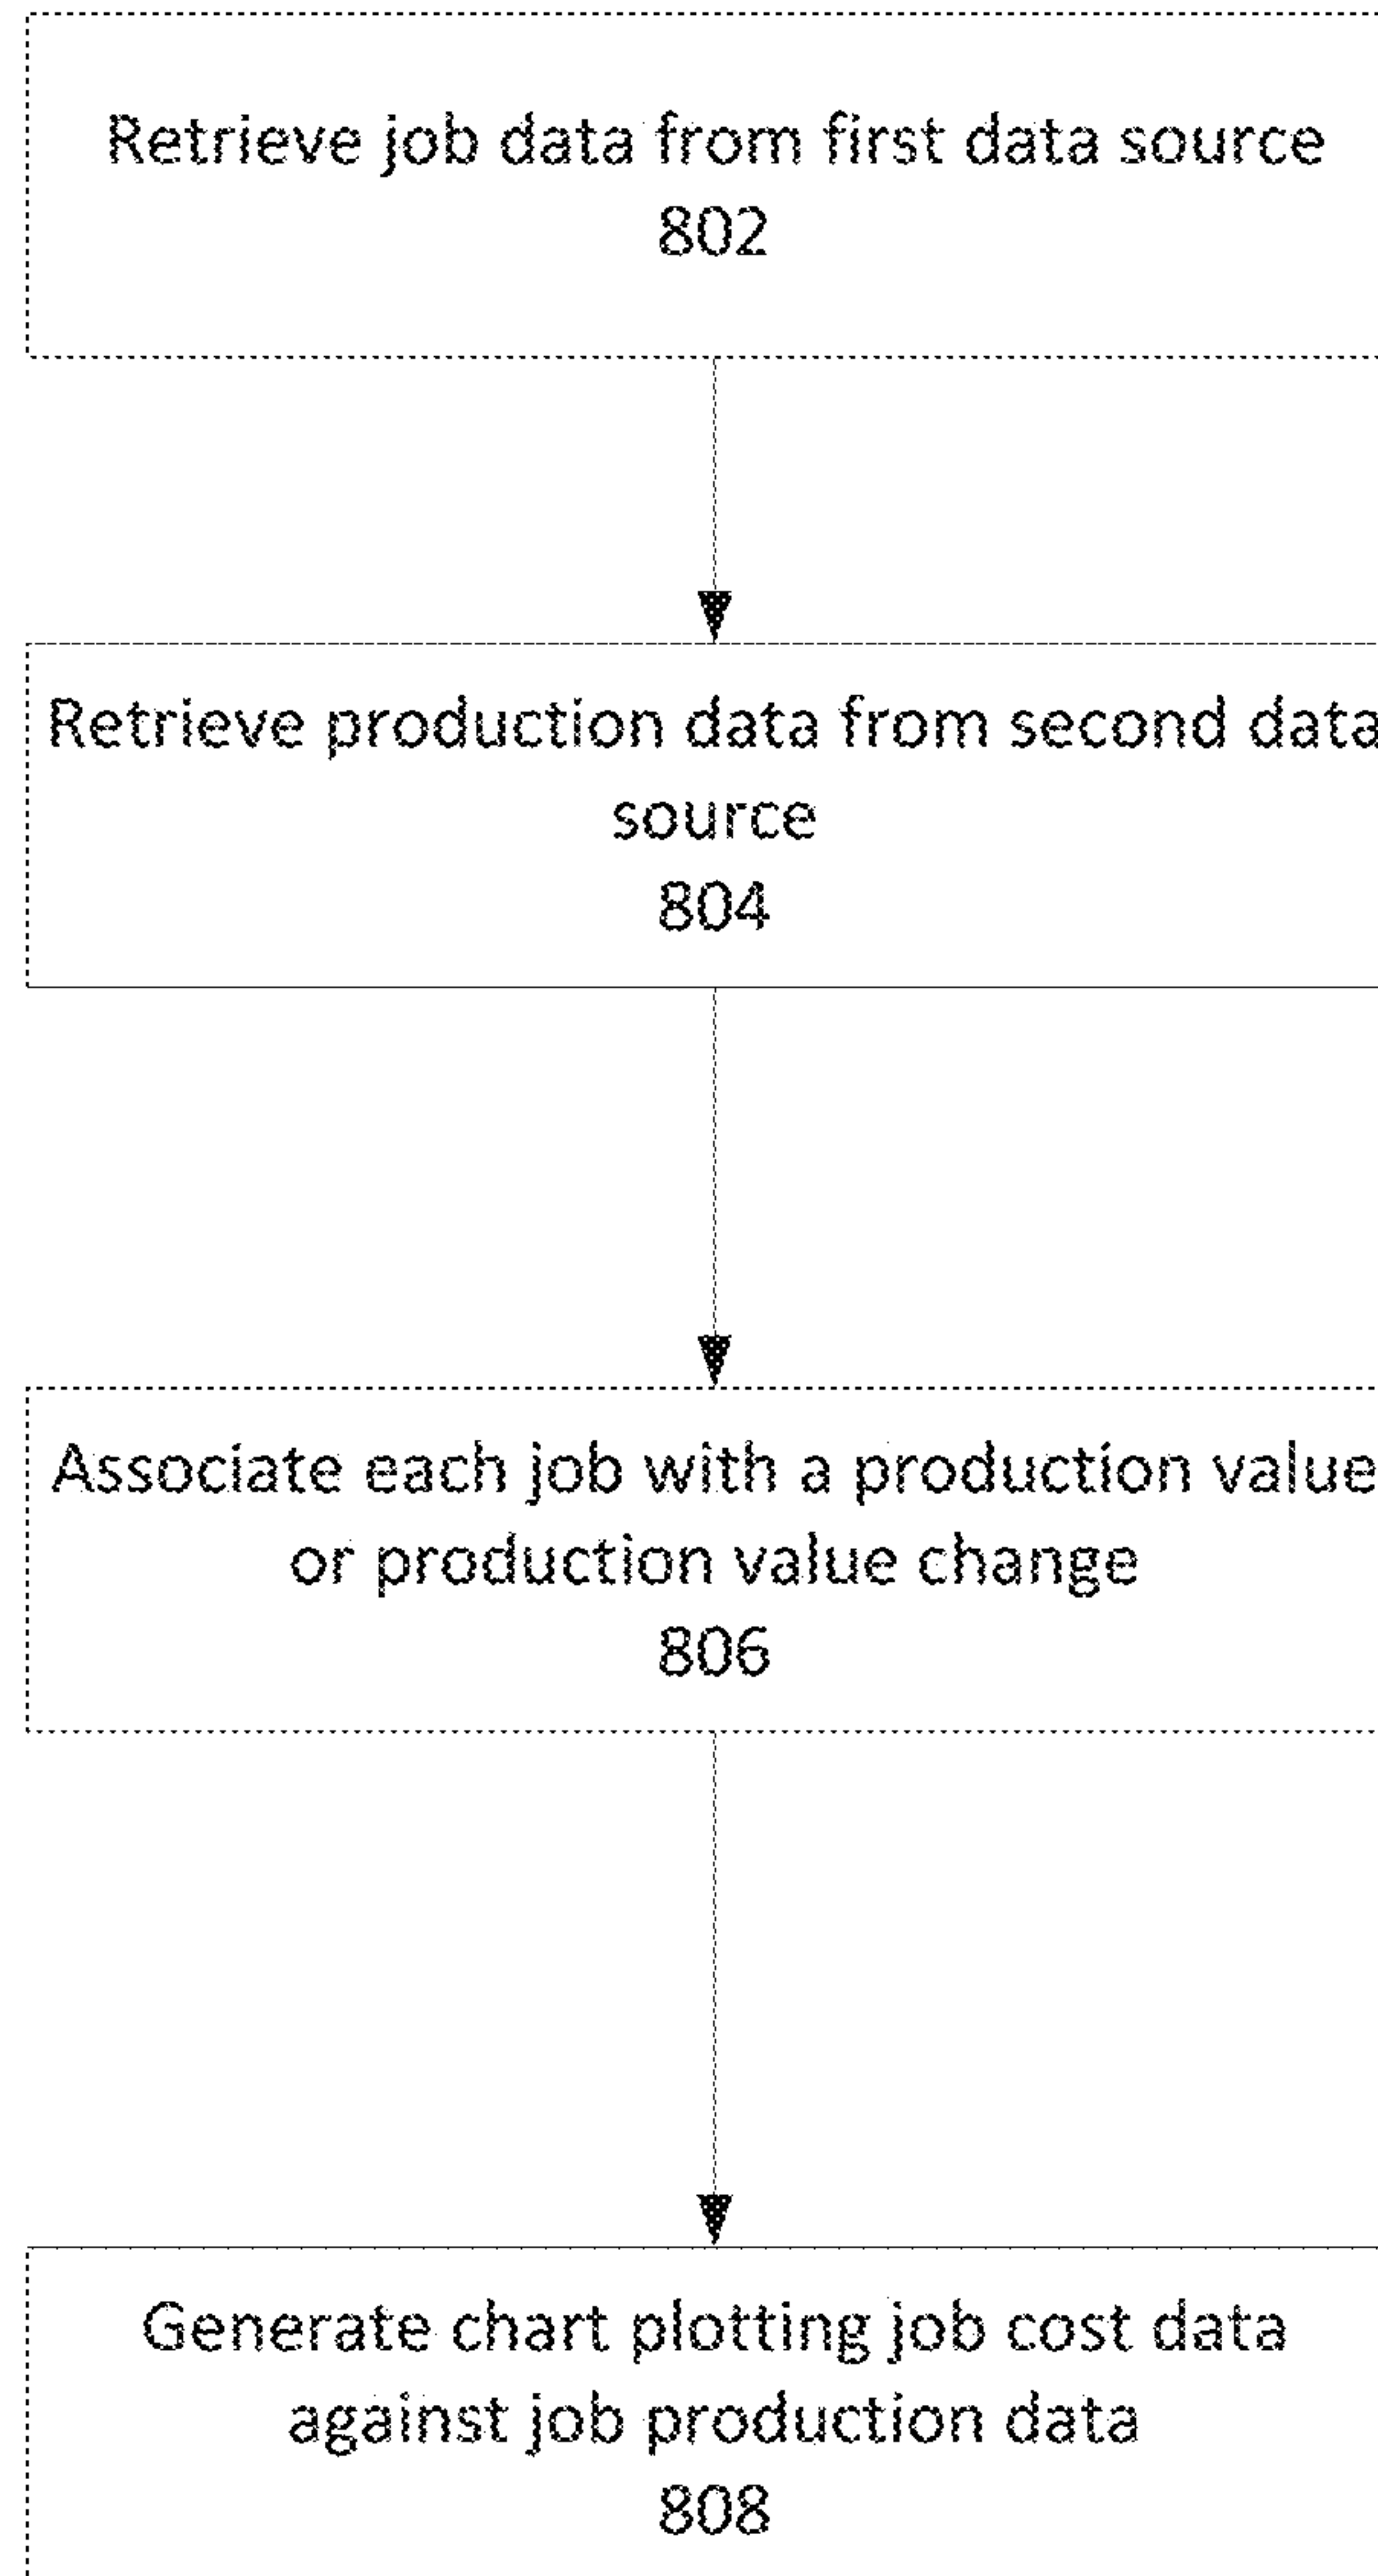 Retrieve job data from first data source
802
Retrieve production data from second data
source
804
Associate each job with a production value
or production value change
806
Generate chart plotting job cost data
against job production data
808